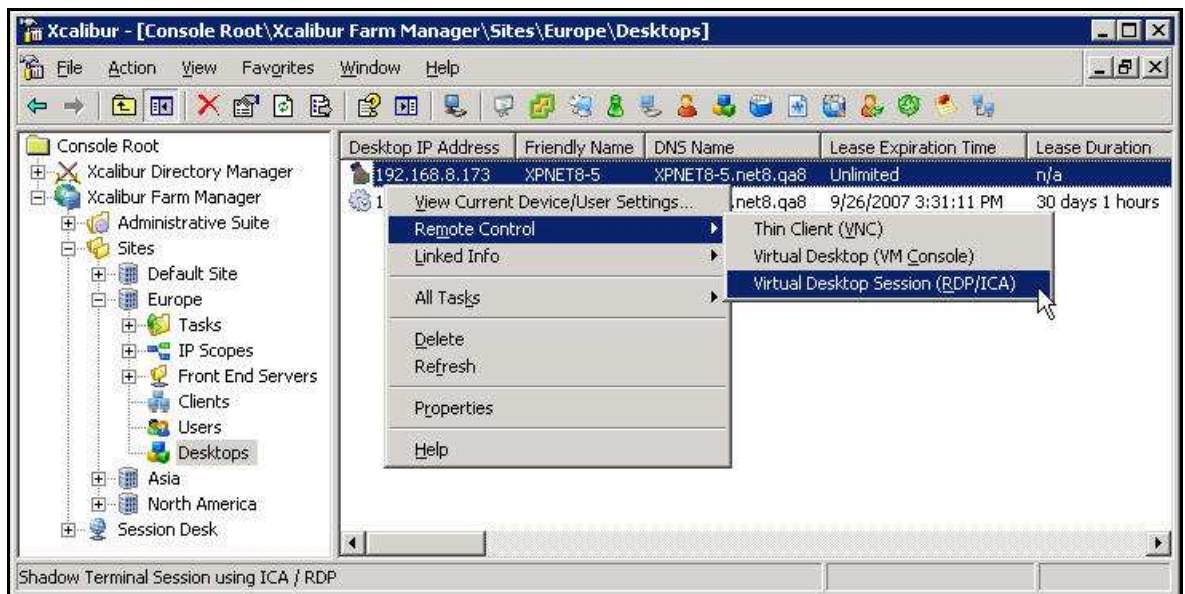 Xcalibur - [Console Root\Xcalibur Farm Manager\Sites\Europe\Desktops]
File Action View Favorites Window Help
Console Root
Xcalibur Directory Manager
Xcalibur Farm Manager
Administrative Suite
Sites
Default Site
Europe
Tasks
IP Scopes
Front End Servers
Clients
Users
Desktops
Asia
North America
Session Desk
Desktop IP Address Friendly Name DNS Name Lease Expiration Time Lease Duration
192.168.8.173 XPNET8-5 XPNET8-5.net8.qa8 Unlimited n/a
1 .net8.qa8 9/26/2007 3:31:11 PM 30 days 1 hours
View Current Device/User Settings...
Remote Control
Linked Info
All Tasks
Delete
Refresh
Properties
Help
Thin Client (VNC)
Virtual Desktop (VM Console)
Virtual Desktop Session (RDP/ICA)
Shadow Terminal Session using ICA / RDP